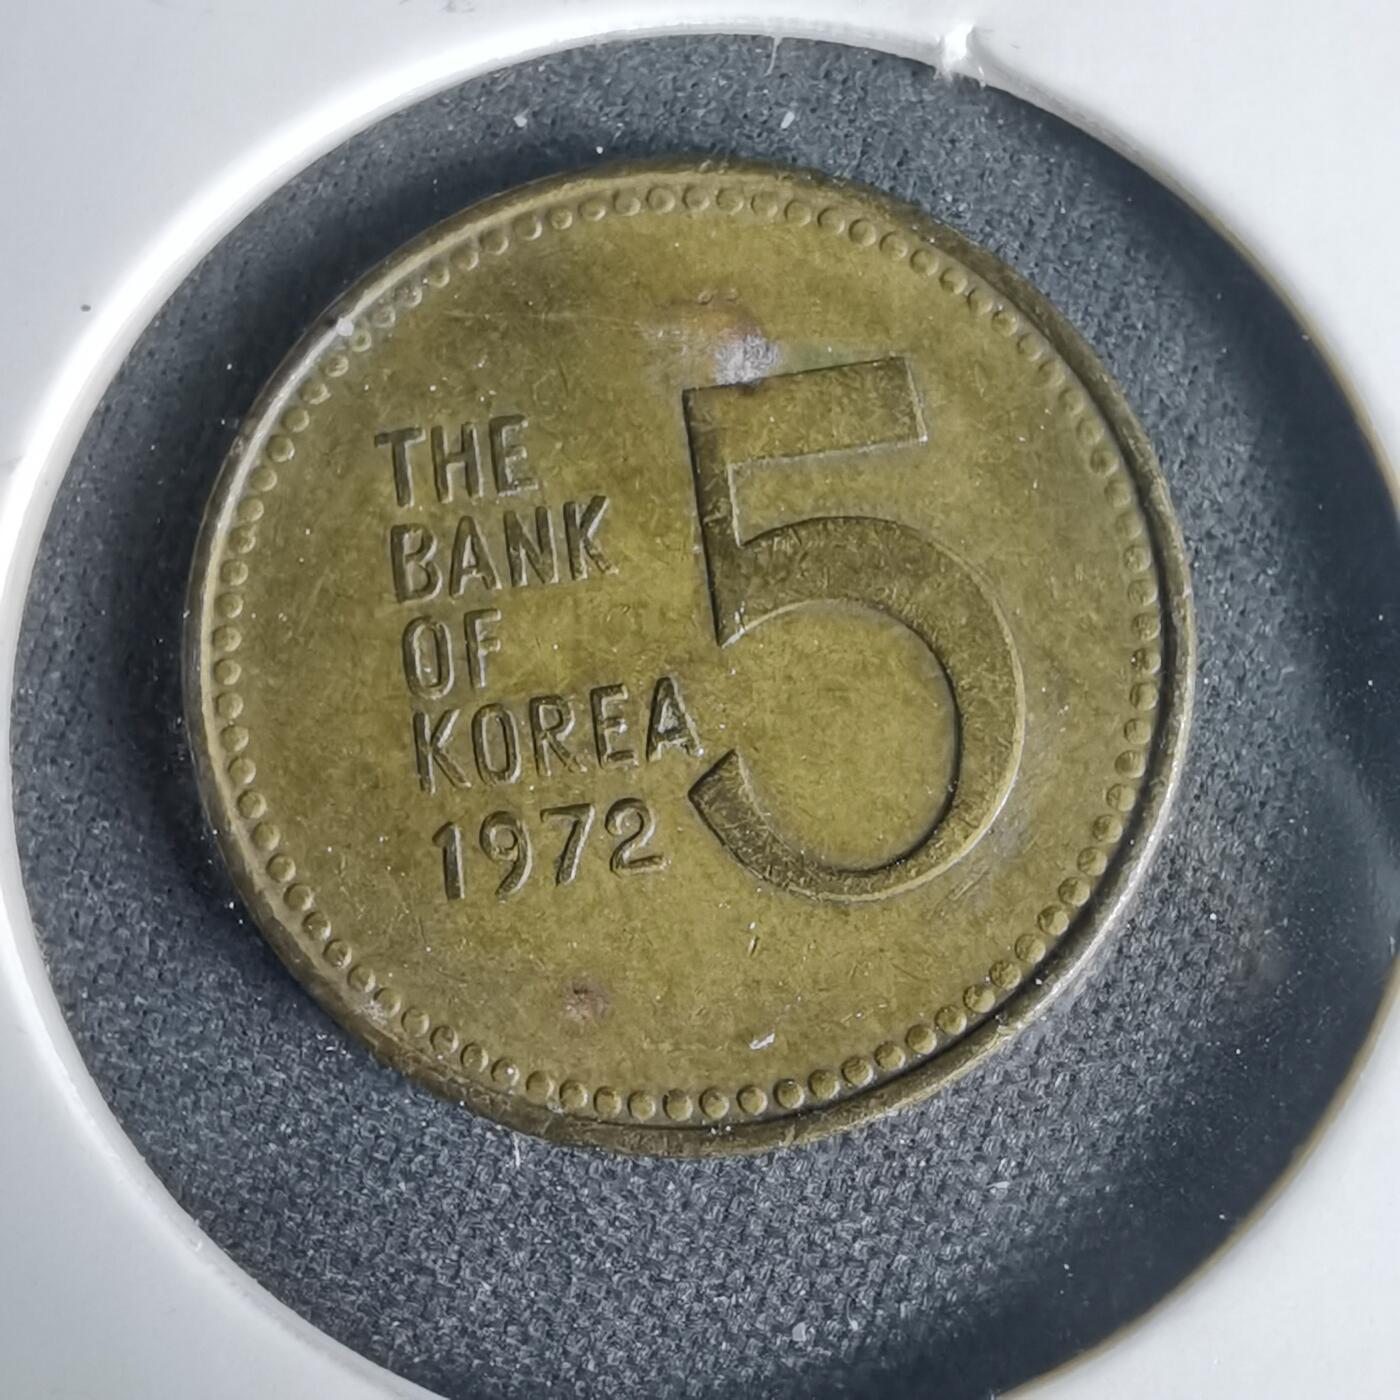 THE
BANK
OF
KOREA
1972
5